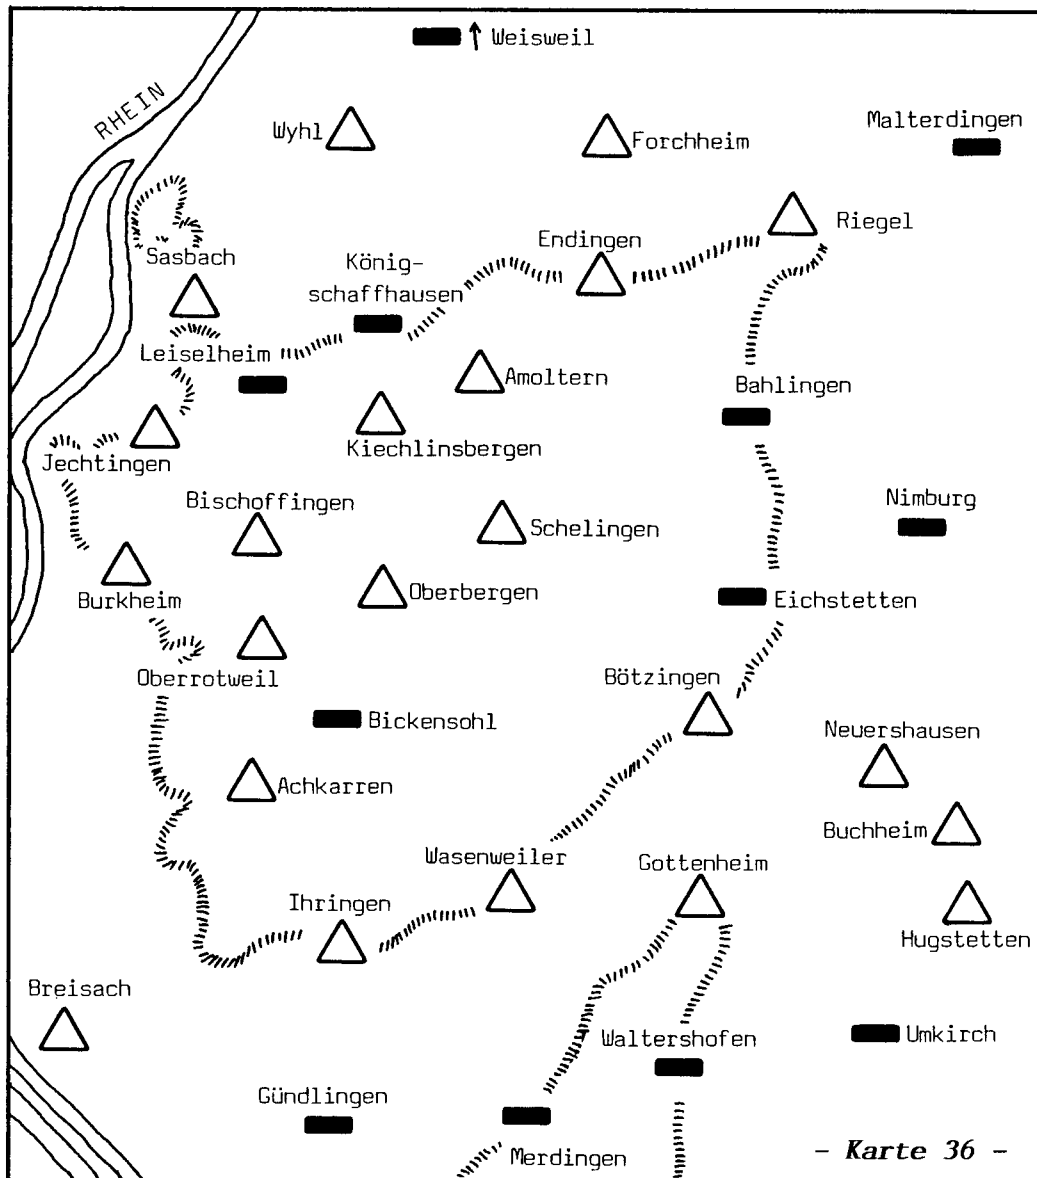 Weisweil
RHEIN
Wyhl
Forchheim
Malterdingen
Riegel
Endingen
Sasbach
König-
schaffhausen
Leiselheim
Amoltern
Bahlingen
Kiechlinsbergen
Jechtingen
Bischoffingen
Nimburg
Schelingen
Oberbergen
Burkheim
Eichstetten
Oberrotweil
Bötzingen
Bickensohl
Neuershausen
Achkarren
Buchheim
Wasenweiler
Gottenheim
Ihringen
Hugstetten
Breisach
Waltershofen
Umkirch
Gündlingen
Merdingen
- Karte 36 -